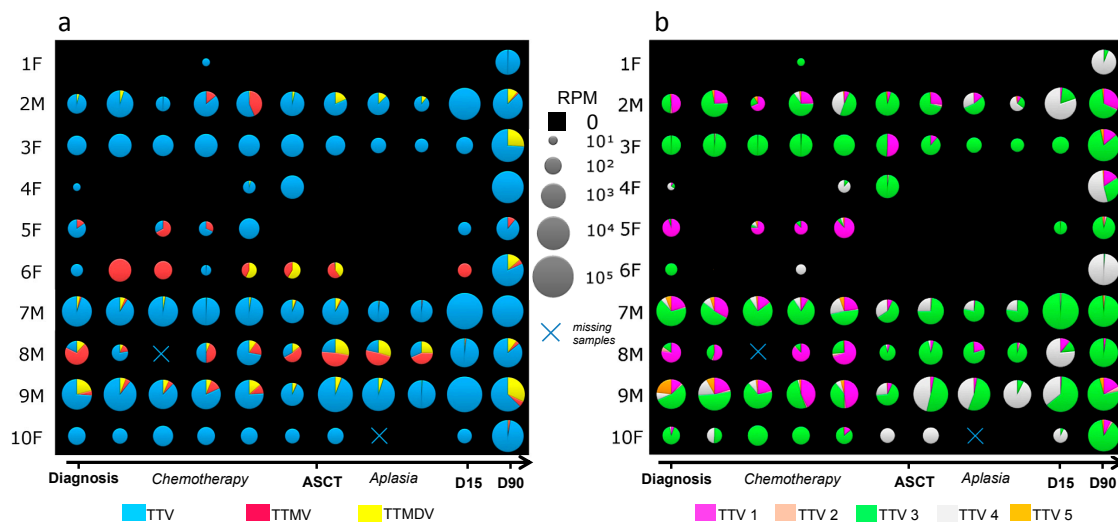 a
1F
2M
3F
4F
5F
6F
7M
8M
9M
10F
Diagnosis Chemotherapy ASCT Aplasia D15 D90
TTV TTMV TTMDV
RPM
0
10¹
10²
10³
10⁴
10⁵
missing
samples
b
1F
2M
3F
4F
5F
6F
7M
8M
9M
10F
Diagnosis Chemotherapy ASCT Aplasia D15 D90
TTV 1 TTV 2 TTV 3 TTV 4 TTV 5